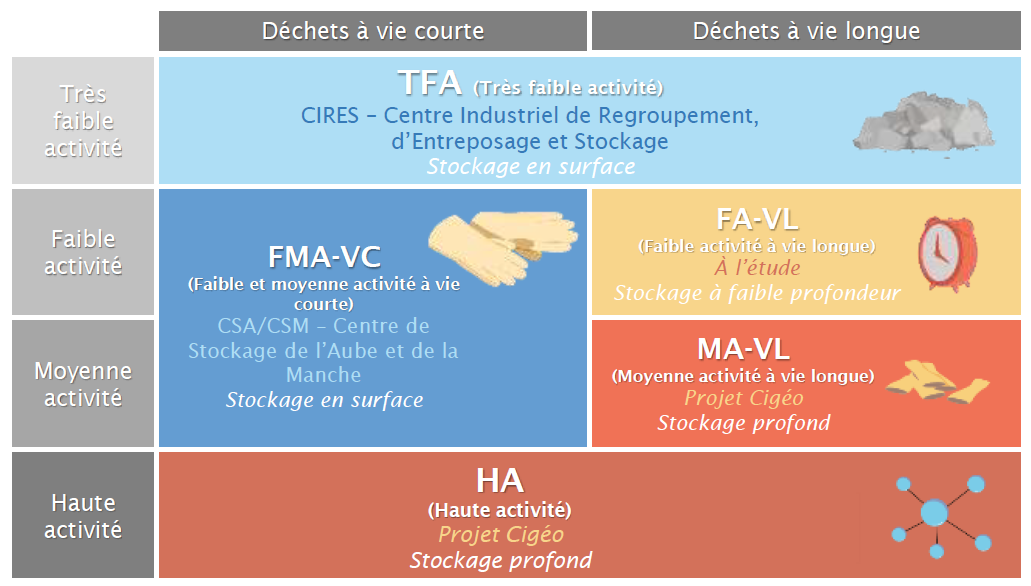 Déchets à vie courte
Déchets à vie longue
Très
faible
activité
TFA (Très faible activité)
CIRES – Centre Industriel de Regroupement,
d’Entreposage et Stockage
Stockage en surface
Faible
activité
FMA-VC
(Faible et moyenne activité à vie
courte)
CSA/CSM – Centre de
Stockage de l’Aube et de la
Manche
Stockage en surface
FA-VL
(Faible activité à vie longue)
À l’étude
Stockage à faible profondeur
Moyenne
activité
MA-VL
(Moyenne activité à vie longue)
Projet Cigéo
Stockage profond
Haute
activité
HA
(Haute activité)
Projet Cigéo
Stockage profond